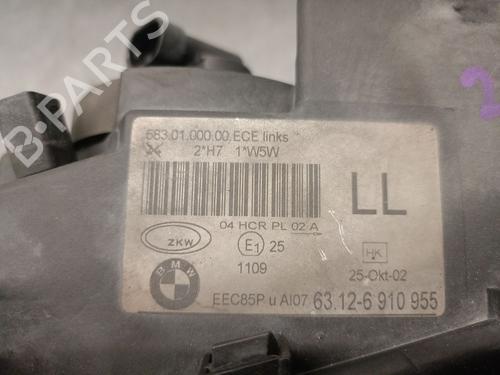 B-PARTS
583.01.000.00.ECE links
2*H7 1*W5W
LL
04 HCR PL 02 A
ZKW
E1 25
HK
1109
25-Okt-02
BMW
EEC85P u AI07 63.12-6 910 955
2